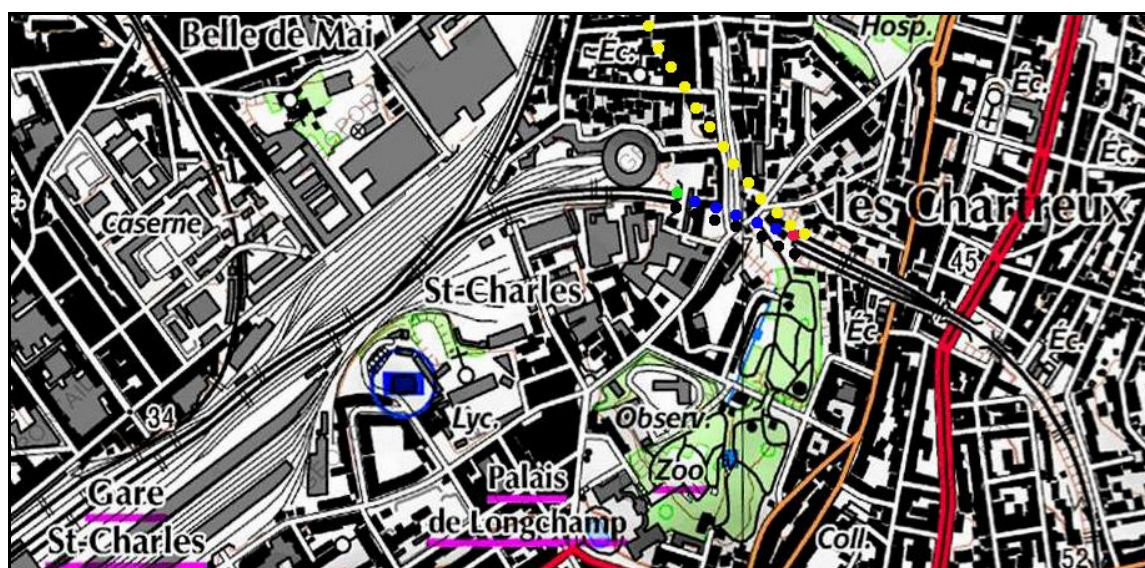 Belle de Mai
Éc.
Hosp.
Éc.
Éc.
Caserne
les Chartreux
71
45
St-Charles
Éc.
Éc.
34
Lyc.
Observ.
Palais
Zoo
Gare
de Longchamp
St-Charles
Coll.
52